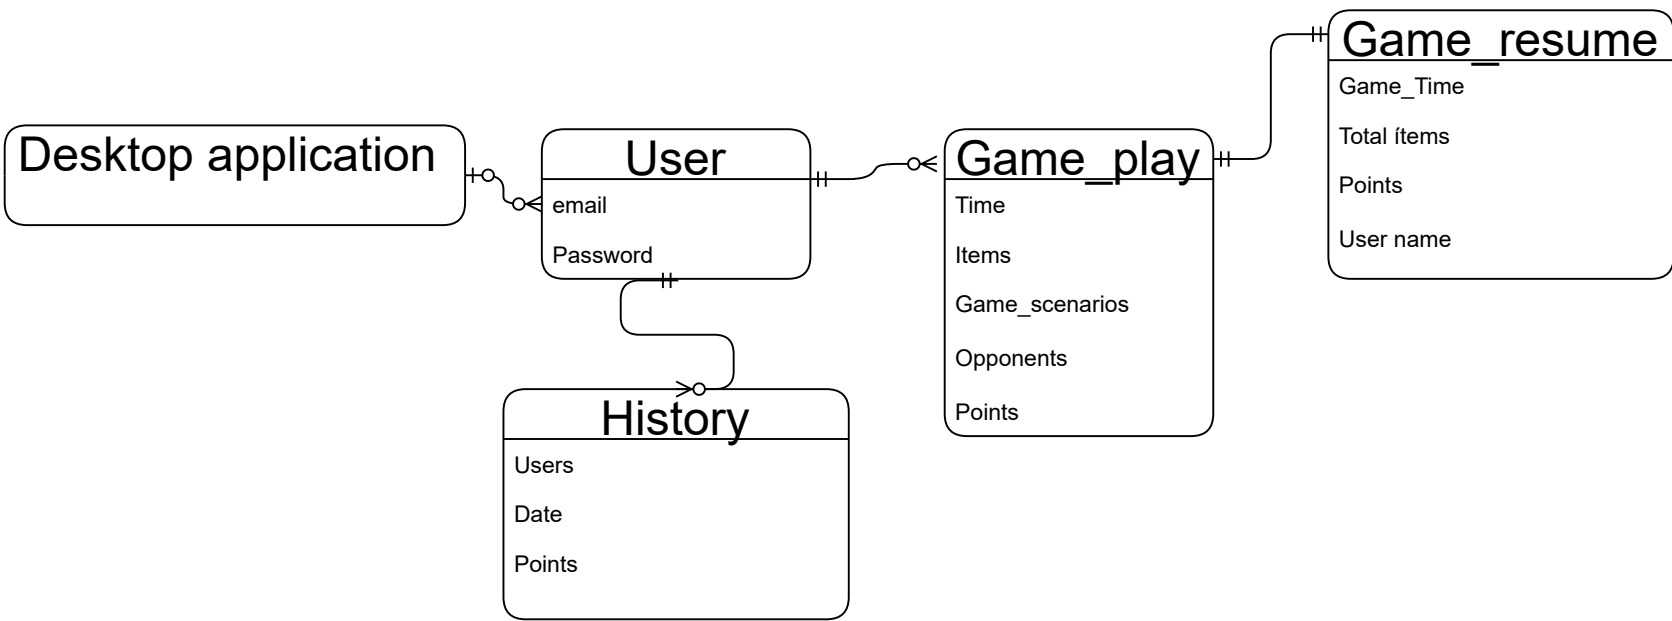 Desktop application
User
email
Password
History
Users
Date
Points
Game_play
Time
Items
Game_scenarios
Opponents
Points
Game_resume
Game_Time
Total ítems
Points
User name